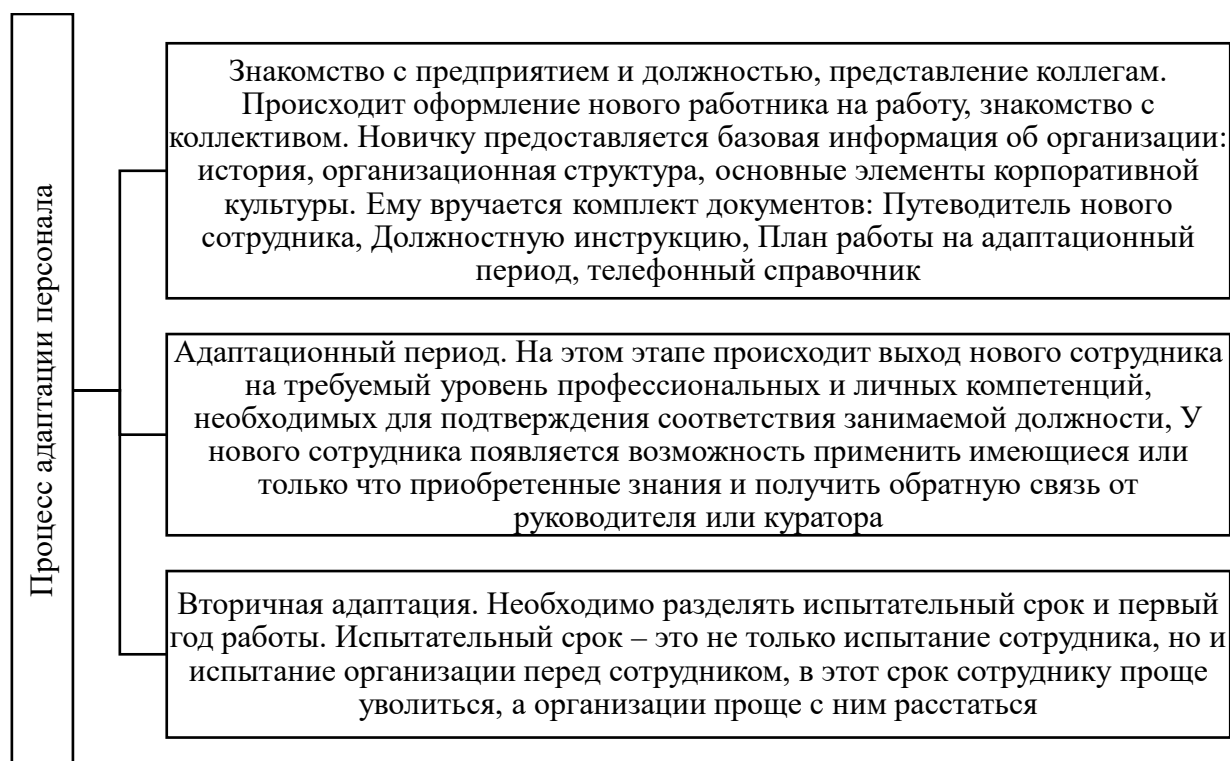 Процесс адаптации персонала
Знакомство с предприятием и должностью, представление коллегам.
Происходит оформление нового работника на работу, знакомство с
коллективом. Новичку предоставляется базовая информация об организации:
история, организационная структура, основные элементы корпоративной
культуры. Ему вручается комплект документов: Путеводитель нового
сотрудника, Должностную инструкцию, План работы на адаптационный
период, телефонный справочник
Адаптационный период. На этом этапе происходит выход нового сотрудника
на требуемый уровень профессиональных и личных компетенций,
необходимых для подтверждения соответствия занимаемой должности, У
нового сотрудника появляется возможность применить имеющиеся или
только что приобретенные знания и получить обратную связь от
руководителя или куратора
Вторичная адаптация. Необходимо разделять испытательный срок и первый
год работы. Испытательный срок – это не только испытание сотрудника, но и
испытание организации перед сотрудником, в этот срок сотруднику проще
уволиться, а организации проще с ним расстаться